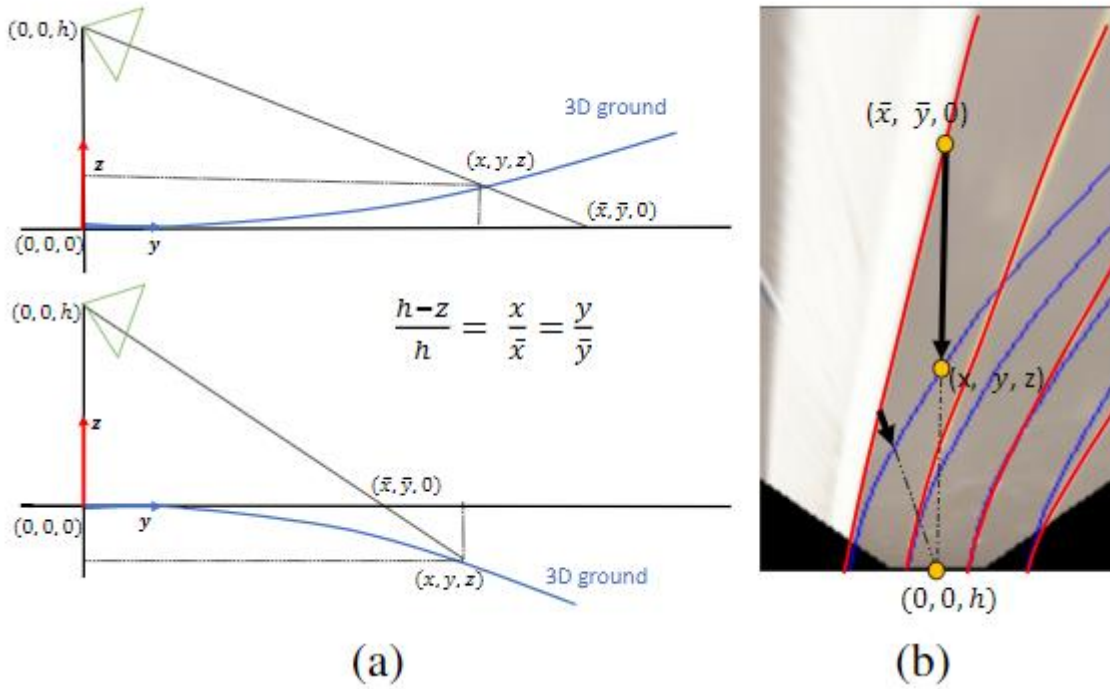 (0, 0, h)
3D ground
z
(x, y, z)
(x̄, ȳ, 0)
(0, 0, 0)
y
(0, 0, h)
h−z/h = x/x̄ = y/ȳ
z
(x̄, ȳ, 0)
(0, 0, 0)
y
(x, y, z)
3D ground
(a)
(x̄, ȳ, 0)
(x, y, z)
(0, 0, h)
(b)